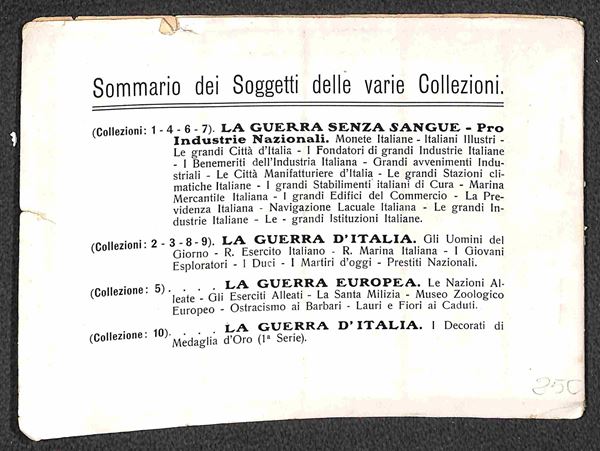 Sommario dei Soggetti delle varie Collezioni.
(Collezioni: 1 - 4 - 6 - 7). LA GUERRA SENZA SANGUE - Pro
Industrie Nazionali. Monete Italiane - Italiani Illustri -
Le grandi Città d'Italia - I Fondatori di grandi Industrie Italiane
- I Benemeriti dell'Industria Italiana - Grandi avvenimenti Indu-
striali - Le Città Manifatturiere d'Italia - Le grandi Stazioni cli-
matiche Italiane - I grandi Stabilimenti italiani di Cura - Marina
Mercantile Italiana - I grandi Edifici del Commercio - La Pre-
videnza Italiana - Navigazione Lacuale Italiana - Le grandi In-
dustrie Italiane - Le - grandi Istituzioni Italiane.
(Collezioni: 2 - 3 - 8 - 9). LA GUERRA D'ITALIA. Gli Uomini del
Giorno - R. Esercito Italiano - R. Marina Italiana - I Giovani
Esploratori - I Duci - I Martiri d'oggi - Prestiti Nazionali.
(Collezione: 5). . . . . LA GUERRA EUROPEA. Le Nazioni Al-
leate - Gli Eserciti Alleati - La Santa Milizia - Museo Zoologico
Europeo - Ostracismo ai Barbari - Lauri e Fiori ai Caduti.
(Collezione: 10). . . . . LA GUERRA D'ITALIA. I Decorati di
Medaglia d'Oro (1ª Serie).
250